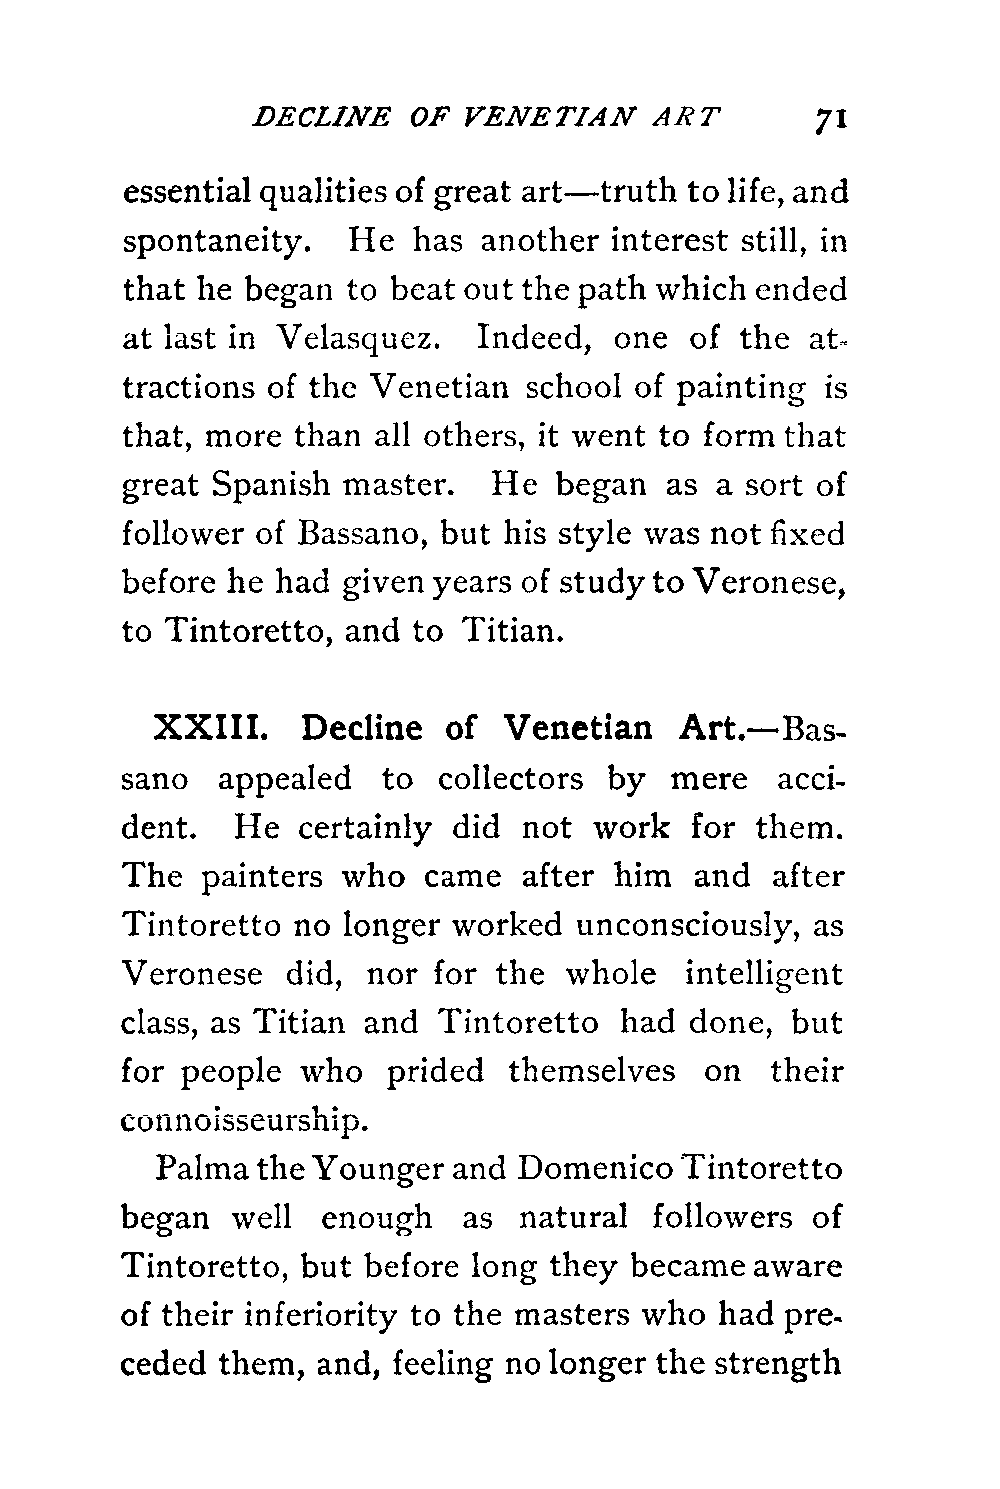 DECLINE OF VENETIAN ART 71
essential qualities of great art—truth to life, and
spontaneity. He has another interest still, in
that he began to beat out the path which ended
at last in Velasquez. Indeed, one of the at-
tractions of the Venetian school of painting is
that, more than all others, it went to form that
great Spanish master. He began as a sort of
follower of Bassano, but his style was not fixed
before he had given years of study to Veronese,
to Tintoretto, and to Titian.
XXIII. Decline of Venetian Art.—Bas-
sano appealed to collectors by mere acci-
dent. He certainly did not work for them.
The painters who came after him and after
Tintoretto no longer worked unconsciously, as
Veronese did, nor for the whole intelligent
class, as Titian and Tintoretto had done, but
for people who prided themselves on their
connoisseurship.
Palma the Younger and Domenico Tintoretto
began well enough as natural followers of
Tintoretto, but before long they became aware
of their inferiority to the masters who had pre-
ceded them, and, feeling no longer the strength